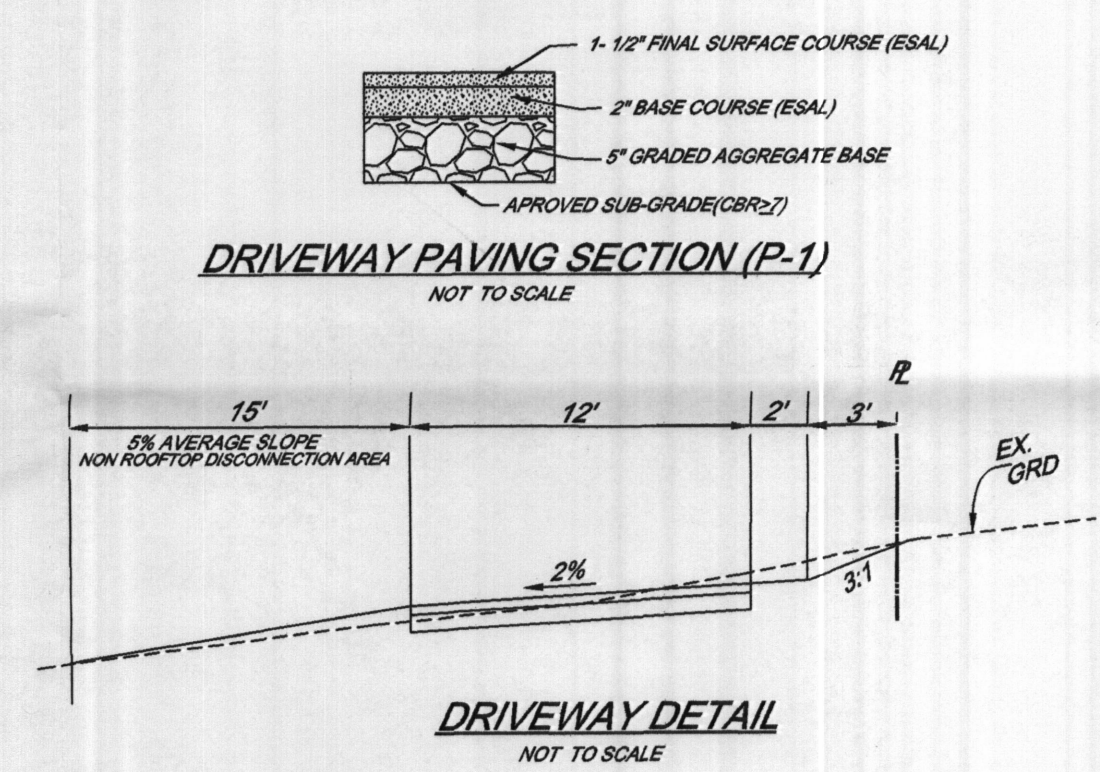 1- 1/2" FINAL SURFACE COURSE (ESAL)
2" BASE COURSE (ESAL)
5" GRADED AGGREGATE BASE
APROVED SUB-GRADE(CBR≥7)
DRIVEWAY PAVING SECTION (P-1)
NOT TO SCALE
PL
15' 12' 2' 3'
5% AVERAGE SLOPE
NON ROOFTOP DISCONNECTION AREA
EX.
GRD
2%
3:1
DRIVEWAY DETAIL
NOT TO SCALE